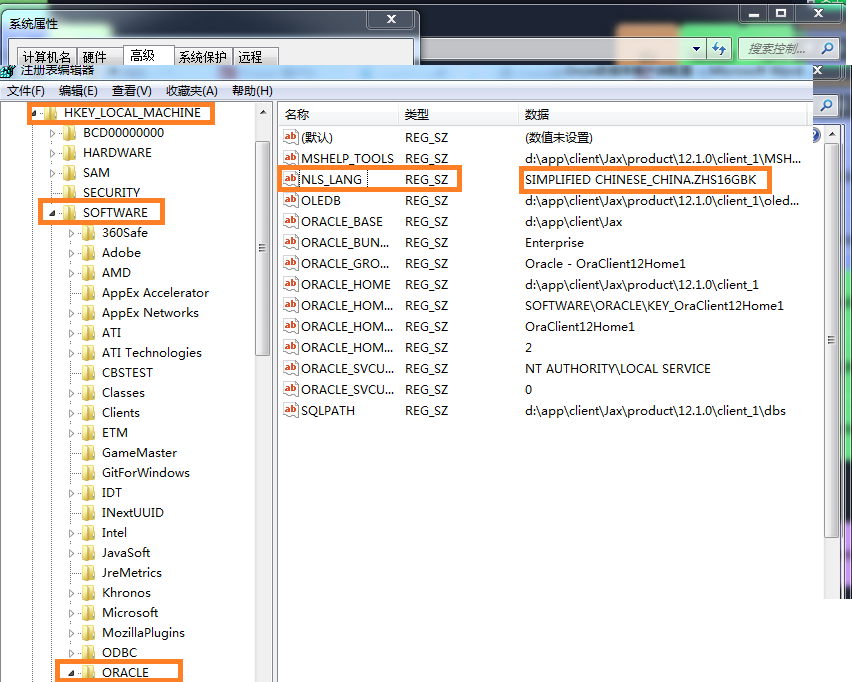 系统属性
计算机名 硬件 高级 系统保护 远程
搜索控制...
注册表编辑器
文件(F) 编辑(E) 查看(V) 收藏夹(A) 帮助(H)
HKEY_LOCAL_MACHINE
BCD00000000
HARDWARE
SAM
SECURITY
SOFTWARE
360Safe
Adobe
AMD
AppEx Accelerator
AppEx Networks
ATI
ATI Technologies
CBSTEST
Classes
Clients
ETM
GameMaster
GitForWindows
IDT
INextUUID
Intel
JavaSoft
JreMetrics
Khronos
Microsoft
MozillaPlugins
ODBC
ORACLE
名称 类型 数据
(默认) REG_SZ (数值未设置)
MSHELP_TOOLS REG_SZ d:\app\client\Jax\product\12.1.0\client_1\MSH...
NLS_LANG REG_SZ SIMPLIFIED CHINESE_CHINA.ZHS16GBK
OLEDB REG_SZ d:\app\client\Jax\product\12.1.0\client_1\oled...
ORACLE_BASE REG_SZ d:\app\client\Jax
ORACLE_BUN... REG_SZ Enterprise
ORACLE_GRO... REG_SZ Oracle - OraClient12Home1
ORACLE_HOME REG_SZ d:\app\client\Jax\product\12.1.0\client_1
ORACLE_HOM... REG_SZ SOFTWARE\ORACLE\KEY_OraClient12Home1
ORACLE_HOM... REG_SZ OraClient12Home1
ORACLE_HOM... REG_SZ 2
ORACLE_SVCU... REG_SZ NT AUTHORITY\LOCAL SERVICE
ORACLE_SVCU... REG_SZ 0
SQLPATH REG_SZ d:\app\client\Jax\product\12.1.0\client_1\dbs